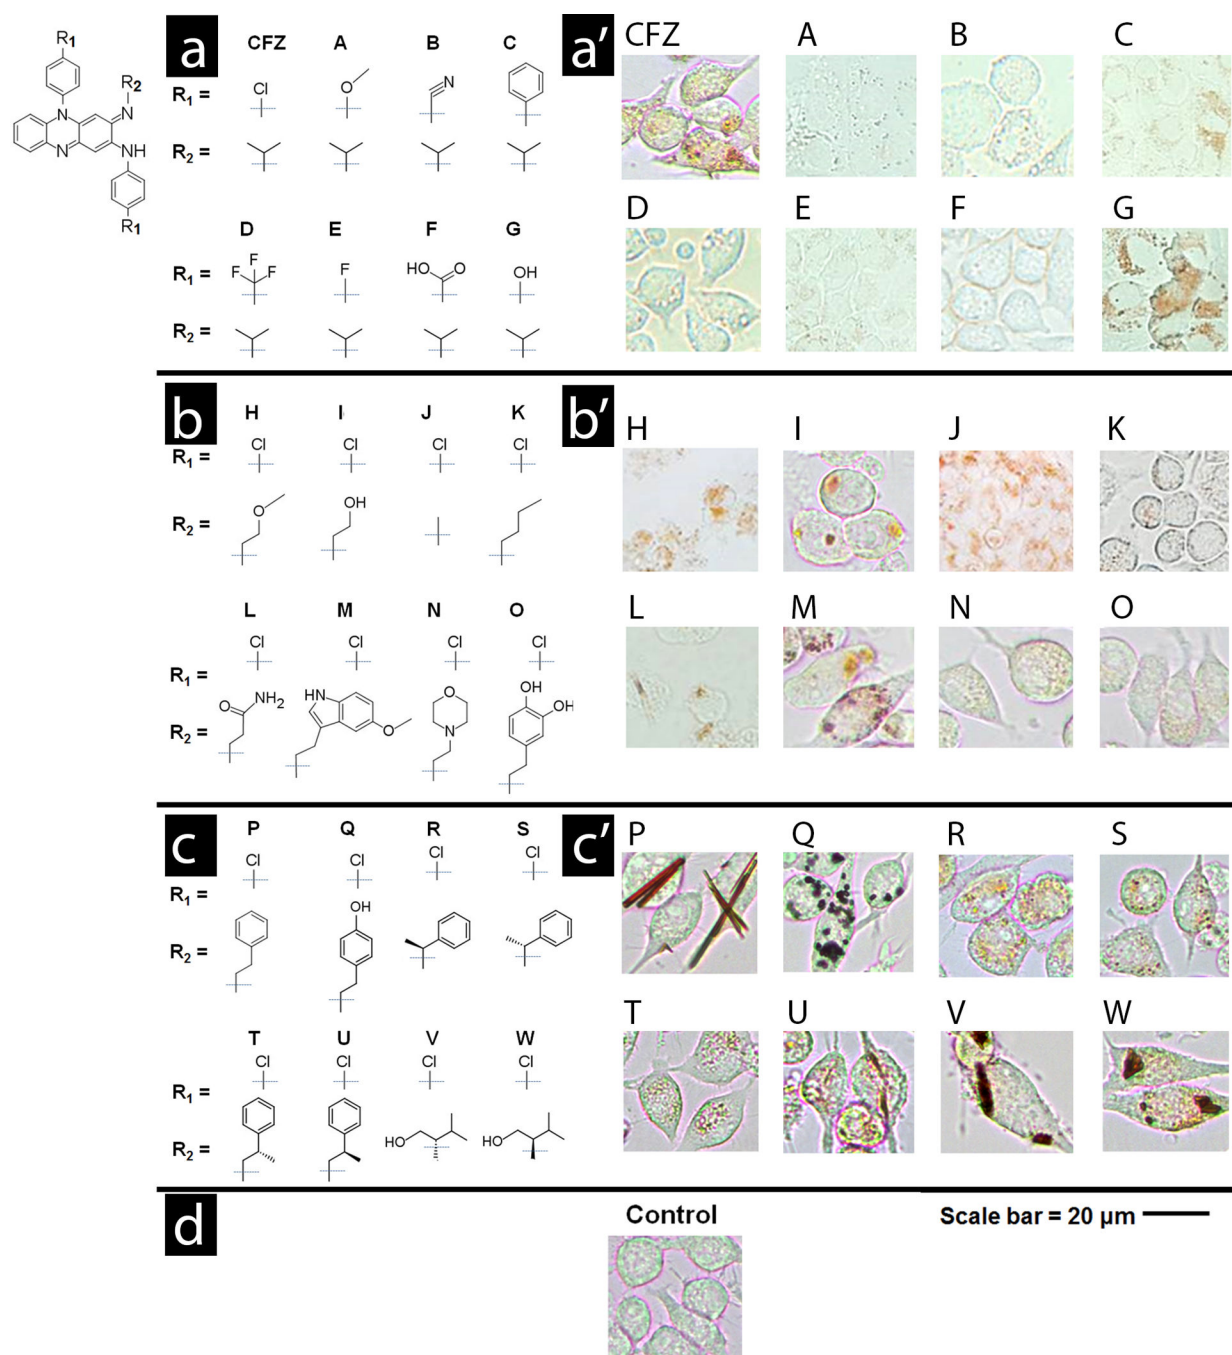 R1
R2
N
N
N
NH
R1
a
CFZ A B C
R1 = Cl O N
R2 =
D E F G
R1 = F F F F HO O OH
R2 =
a′
CFZ A B C
D E F G
b
H I J K
R1 = Cl Cl Cl Cl
R2 = O OH
L M N O
R1 = Cl Cl Cl Cl
R2 = O NH2 HN O O N OH OH
b′
H I J K
L M N O
c
P Q R S
R1 = Cl Cl Cl Cl
R2 = OH
T U V W
R1 = Cl Cl Cl Cl
R2 = HO HO
c′
P Q R S
T U V W
d
Control
Scale bar = 20 µm